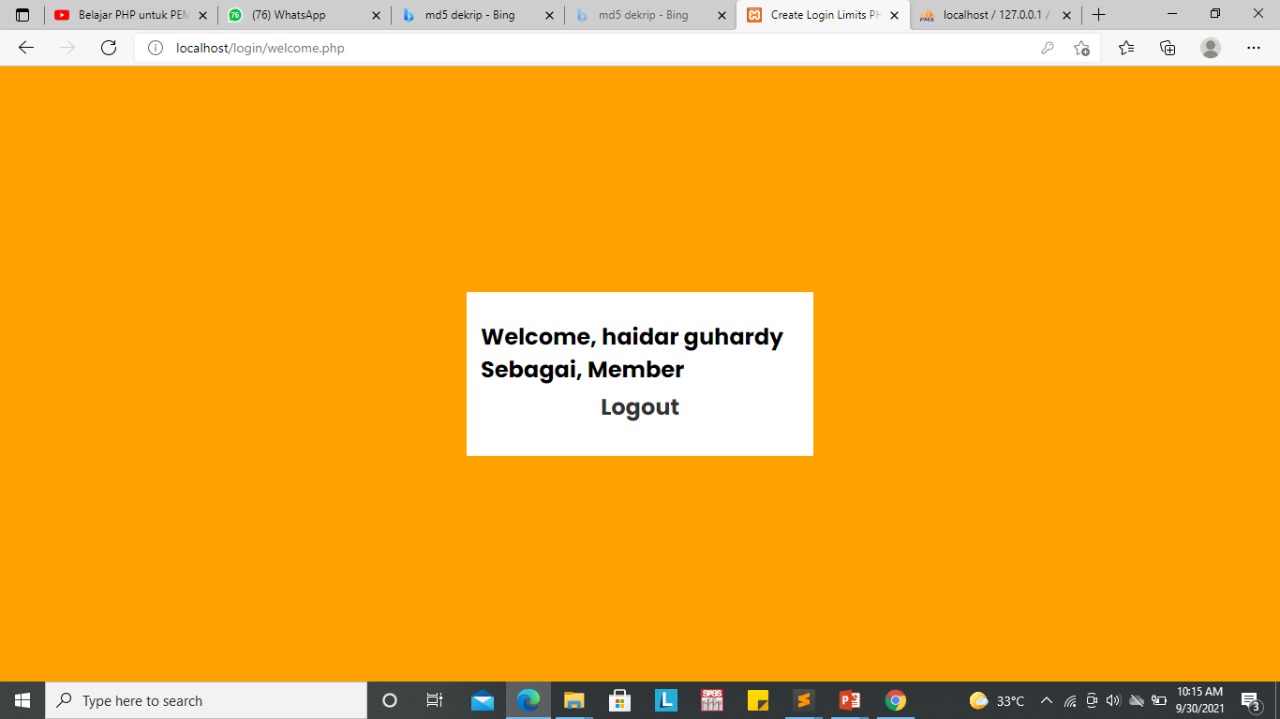 Belajar PHP untuk PEM
(76) WhatsApp
md5 dekrip - Bing
md5 dekrip - Bing
Create Login Limits PH
localhost / 127.0.0.1 /
localhost/login/welcome.php
Welcome, haidar guhardy
Sebagai, Member
Logout
Type here to search
33°C
10:15 AM
9/30/2021
3